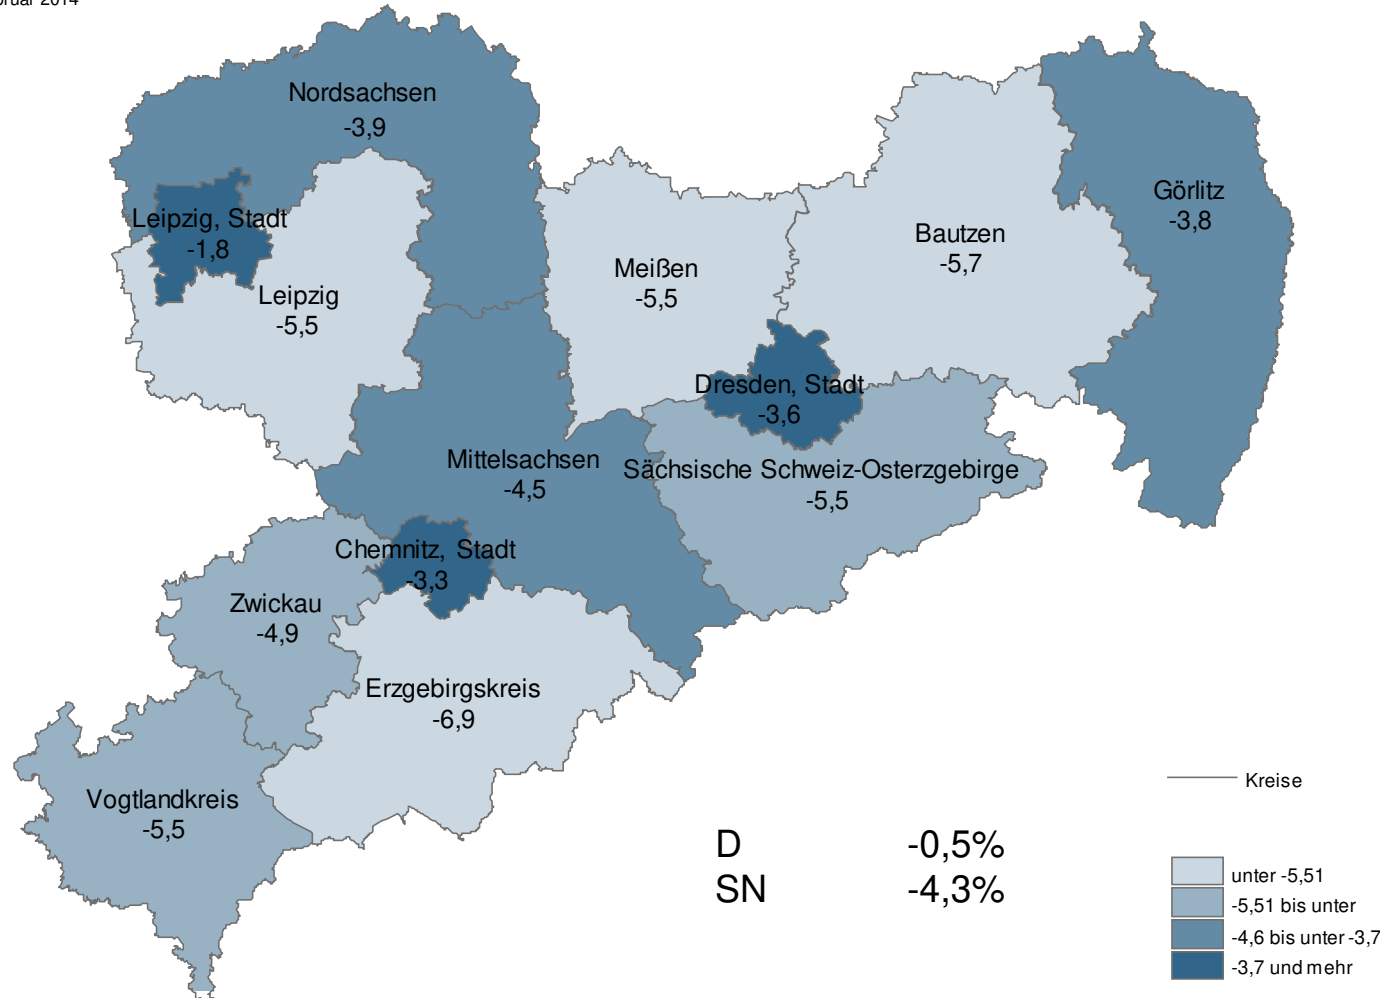 Februar 2014
Nordsachsen
-3,9
Leipzig, Stadt
-1,8
Leipzig
-5,5
Meißen
-5,5
Bautzen
-5,7
Görlitz
-3,8
Dresden, Stadt
-3,6
Mittelsachsen
-4,5
Sächsische Schweiz-Osterzgebirge
-5,5
Chemnitz, Stadt
-3,3
Zwickau
-4,9
Erzgebirgskreis
-6,9
Vogtlandkreis
-5,5
D -0,5%
SN -4,3%
Kreise
unter -5,51
-5,51 bis unter
-4,6 bis unter -3,7
-3,7 und mehr